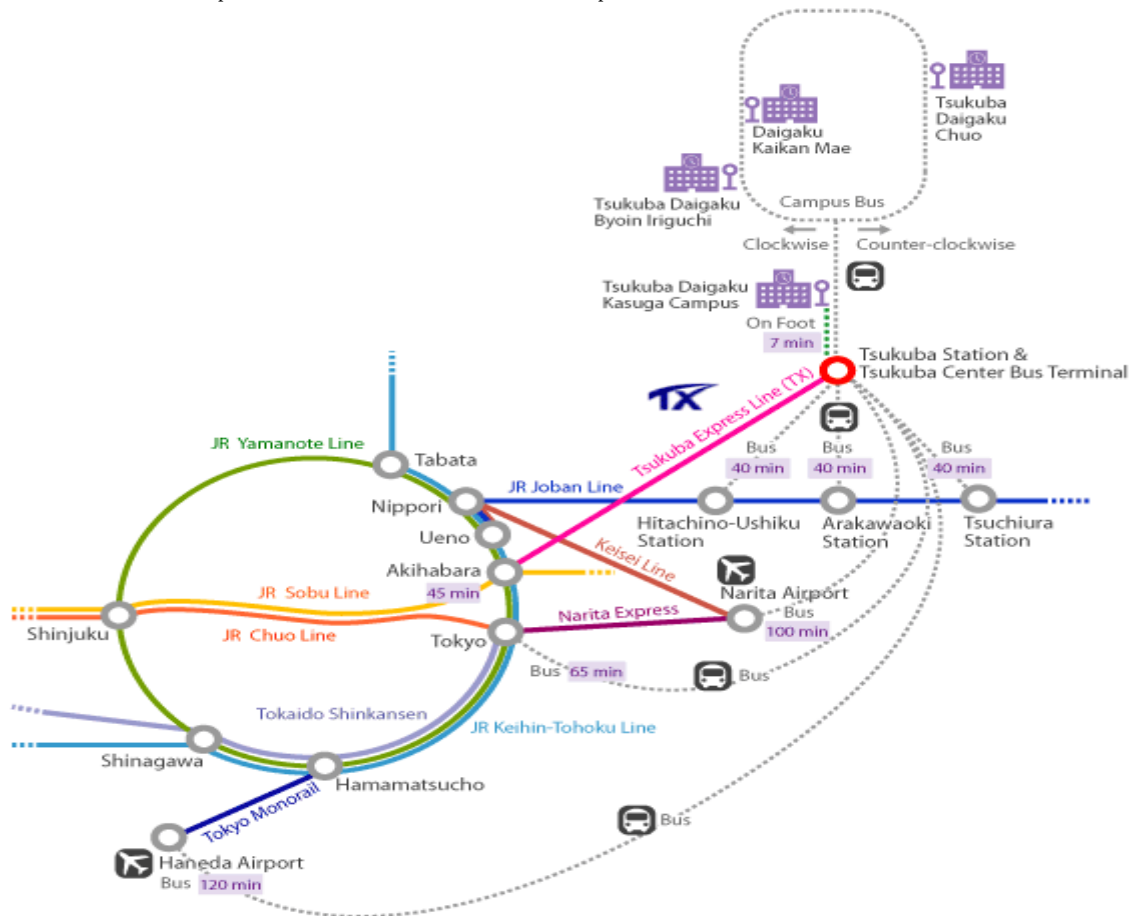 Tsukuba
Daigaku
Chuo
Daigaku
Kaikan Mae
Tsukuba Daigaku
Byoin Iriguchi
Campus Bus
Clockwise
Counter-clockwise
Tsukuba Daigaku
Kasuga Campus
On Foot
7 min
Tsukuba Station &
Tsukuba Center Bus Terminal
TX
Tsukuba Express Line (TX)
JR Yamanote Line
Tabata
Bus
40 min
Bus
40 min
Bus
40 min
Nippori
JR Joban Line
Hitachino-Ushiku
Station
Arakawaoki
Station
Tsuchiura
Station
Ueno
Keisei Line
Akihabara
45 min
JR Sobu Line
Narita Airport
Bus
100 min
Narita Express
Shinjuku
JR Chuo Line
Tokyo
Bus 65 min
Bus
Tokaido Shinkansen
JR Keihin-Tohoku Line
Shinagawa
Hamamatsucho
Tokyo Monorail
Bus
Haneda Airport
Bus 120 min